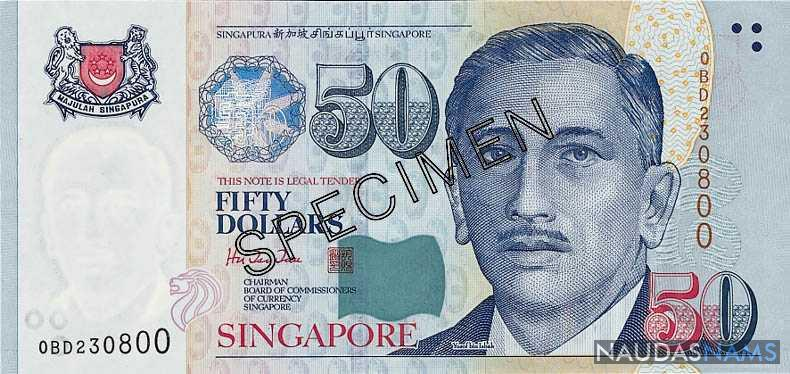 SINGAPURA 新加坡 சிங்கப்பூர் SINGAPORE
MAJULAH SINGAPURA
50
0BD230800
SPECIMEN
THIS NOTE IS LEGAL TENDER
FIFTY
DOLLARS
CHAIRMAN
BOARD OF COMMISSIONERS
OF CURRENCY
SINGAPORE
SINGAPORE
50
0BD230800
NAUDASNAMS